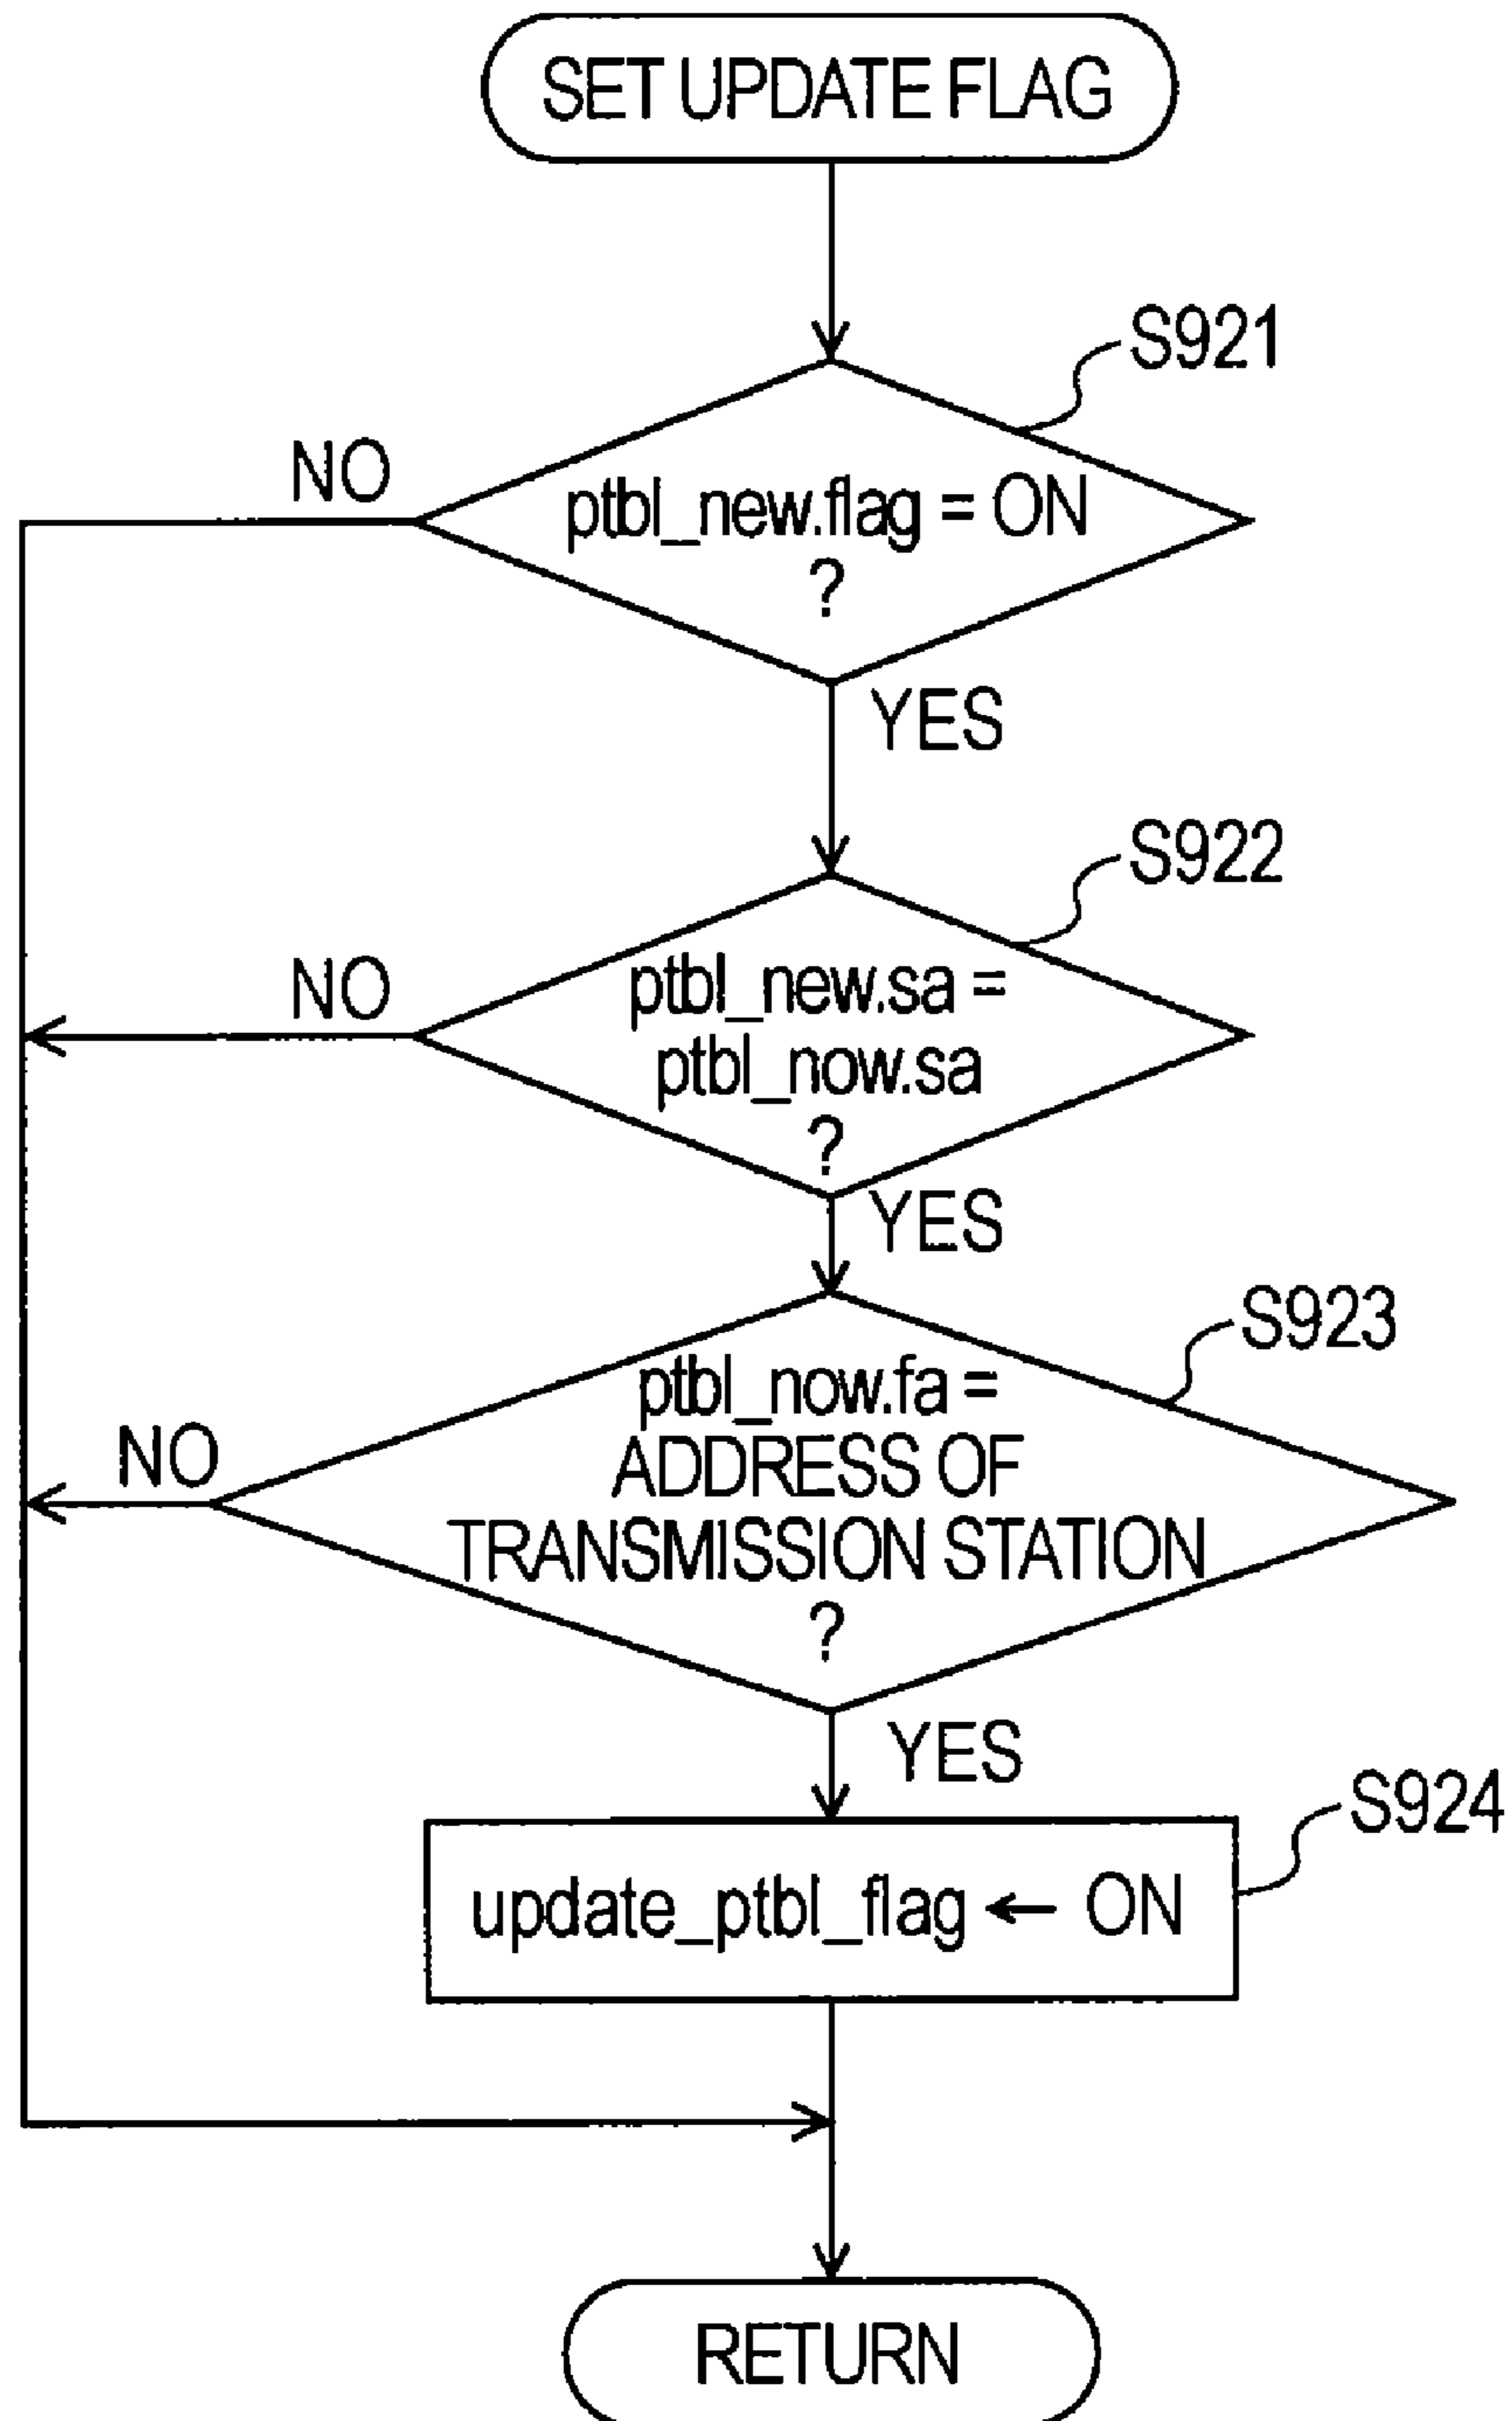 SET UPDATE FLAG
S921
NO
ptbl_new.flag = ON
?
YES
S922
NO
ptbl_new.sa =
ptbl_now.sa
?
YES
S923
ptbl_now.fa =
NO
ADDRESS OF
TRANSMISSION STATION
?
YES
S924
update_ptbl_flag ← ON
RETURN